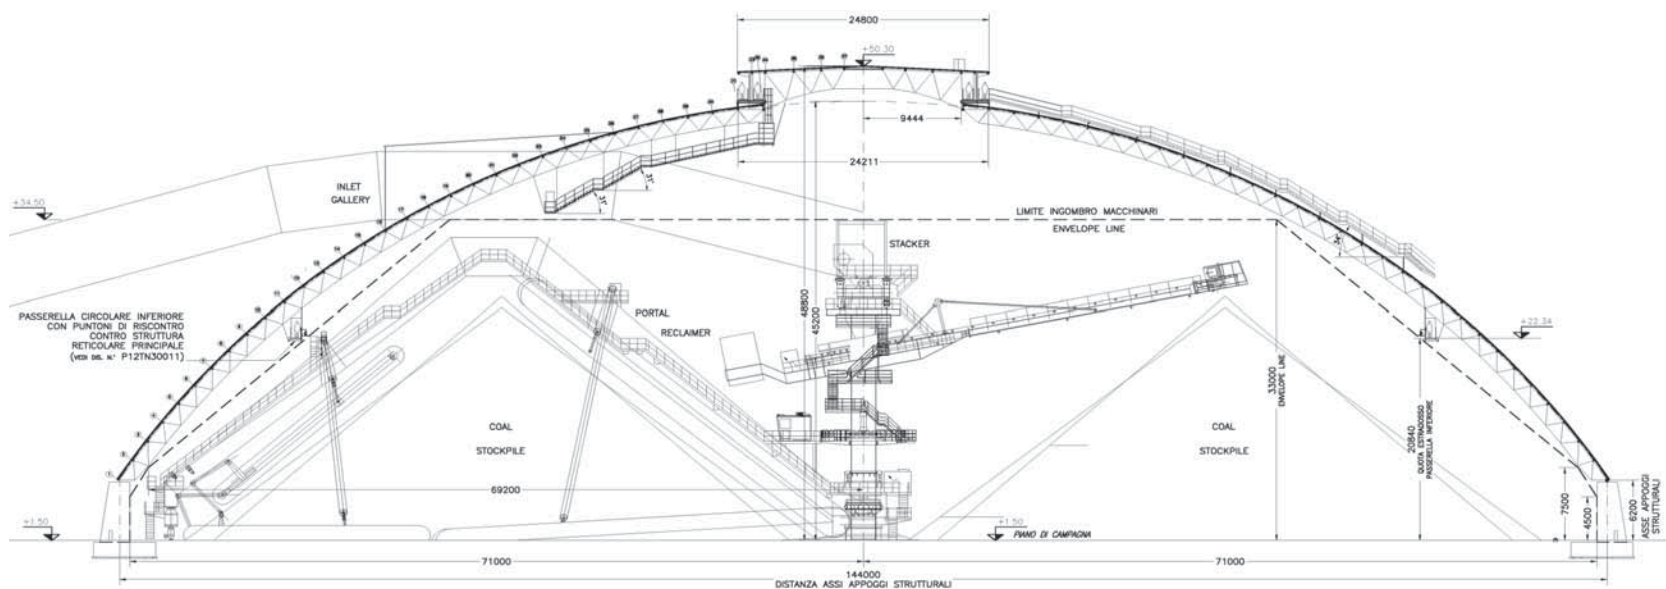 24800
+50.30
9444
24211
INLET
GALLERY
31°
31°
+34.50
LIMITE INGOMBRO MACCHINARI
ENVELOPE LINE
STACKER
PASSERELLA CIRCOLARE INFERIORE
CON PUNTONI DI RISCONTRO
CONTRO STRUTTURA
RETICOLARE PRINCIPALE
(VEDI DIS. N.° P12TN30011)
PORTAL
RECLAIMER
48800
45200
+22.34
33000
ENVELOPE LINE
20840
QUOTA ESTRADOSSO
PASSERELLA INFERIORE
COAL
STOCKPILE
COAL
STOCKPILE
69200
7500
4500
6200
ASSE APPOGGI
STRUTTURALI
+1.50
+1.50
PIANO DI CAMPAGNA
71000
71000
144000
DISTANZA ASSI APPOGGI STRUTTURALI